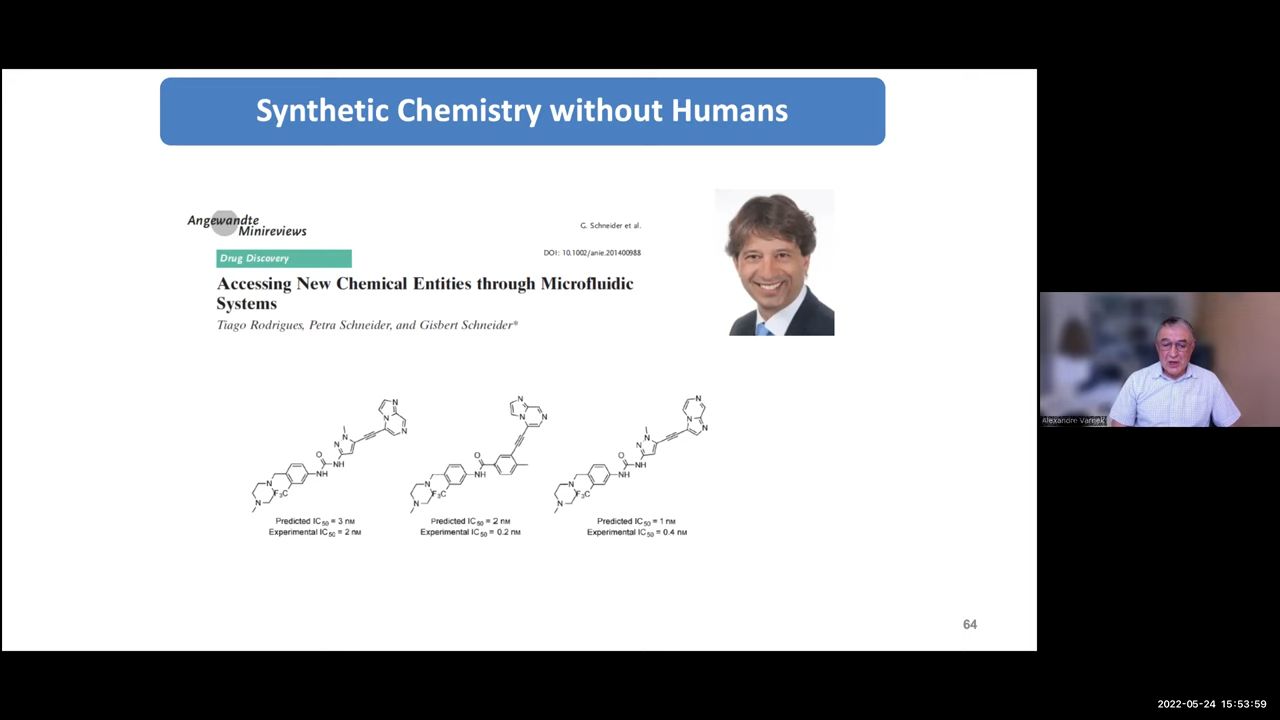 Synthetic Chemistry without Humans
Angewandte
Minireviews
G. Schneider et al.
Drug Discovery
DOI: 10.1002/anie.201400988
Accessing New Chemical Entities through Microfluidic
Systems
Tiago Rodrigues, Petra Schneider, and Gisbert Schneider*
Predicted IC50 = 3 nM
Experimental IC50 = 2 nM
Predicted IC50 = 2 nM
Experimental IC50 = 0.2 nM
Predicted IC50 = 1 nM
Experimental IC50 = 0.4 nM
64
Alexandre Varnek
2022-05-24 15:53:59